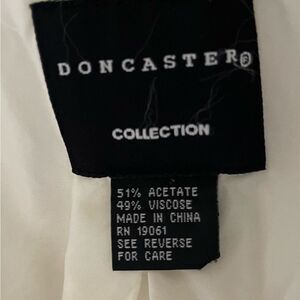 DONCASTER®
COLLECTION
51% ACETATE
49% VISCOSE
MADE IN CHINA
RN 19061
SEE REVERSE
FOR CARE